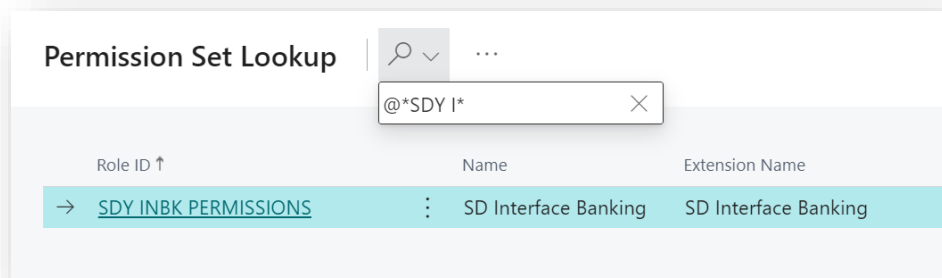 Permission Set Lookup
@*SDY I*
Role ID ↑ Name Extension Name
SDY INBK PERMISSIONS SD Interface Banking SD Interface Banking